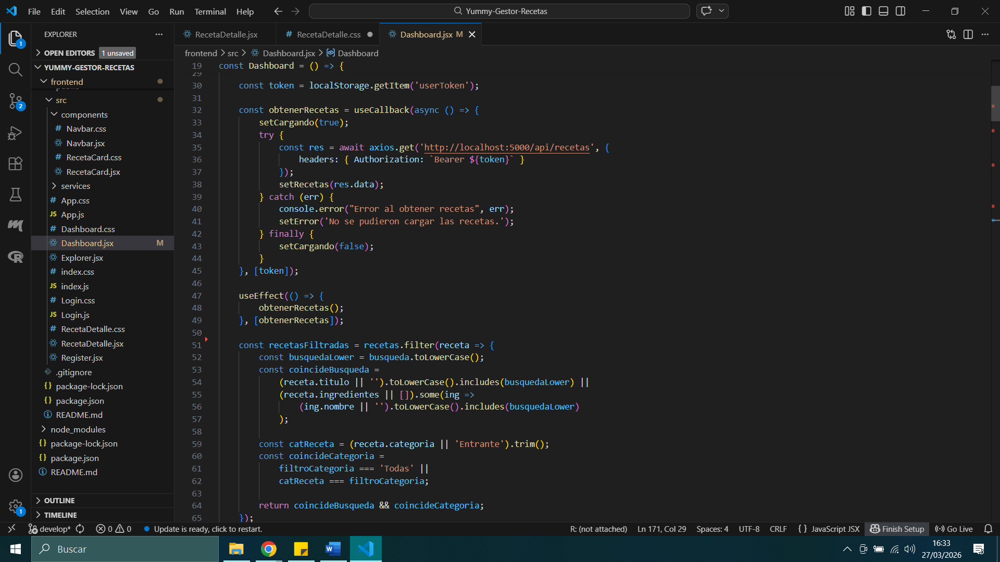 File Edit Selection View Go Run Terminal Help
Yummy-Gestor-Recetas
EXPLORER
OPEN EDITORS 1 unsaved
YUMMY-GESTOR-RECETAS
frontend
src
components
Navbar.css
Navbar.jsx
RecetaCard.css
RecetaCard.jsx
services
App.css
JS App.js
Dashboard.css
Dashboard.jsx M
Explorer.jsx
index.css
JS index.js
Login.css
JS Login.js
RecetaDetalle.css
RecetaDetalle.jsx
Register.jsx
.gitignore
package-lock.json
package.json
README.md
node_modules
package-lock.json
package.json
README.md
OUTLINE
TIMELINE
1
2
1
RecetaDetalle.jsx
# RecetaDetalle.css
Dashboard.jsx M
frontend > src > Dashboard.jsx > Dashboard
19 const Dashboard = () => {
29
30 const token = localStorage.getItem('userToken');
31
32 const obtenerRecetas = useCallback(async () => {
33 setCargando(true);
34 try {
35 const res = await axios.get('http://localhost:5000/api/recetas', {
36 headers: { Authorization: `Bearer ${token}` }
37 });
38 setRecetas(res.data);
39 } catch (err) {
40 console.error("Error al obtener recetas", err);
41 setError('No se pudieron cargar las recetas.');
42 } finally {
43 setCargando(false);
44 }
45 }, [token]);
46
47 useEffect(() => {
48 obtenerRecetas();
49 }, [obtenerRecetas]);
50
51 const recetasFiltradas = recetas.filter(receta => {
52 const busquedaLower = busqueda.toLowerCase();
53 const coincideBusqueda =
54 (receta.titulo || '').toLowerCase().includes(busquedaLower) ||
55 (receta.ingredientes || []).some(ing =>
56 (ing.nombre || '').toLowerCase().includes(busquedaLower)
57 );
58
59 const catReceta = (receta.categoria || 'Entrante').trim();
60 const coincideCategoria =
61 filtroCategoria === 'Todas' ||
62 catReceta === filtroCategoria;
63
64 return coincideBusqueda && coincideCategoria;
65 });
develop* 0 0 Update is ready, click to restart.
R: (not attached) Ln 171, Col 29 Spaces: 4 UTF-8 CRLF { } JavaScript JSX Finish Setup Go Live
Buscar
16:33
27/03/2026